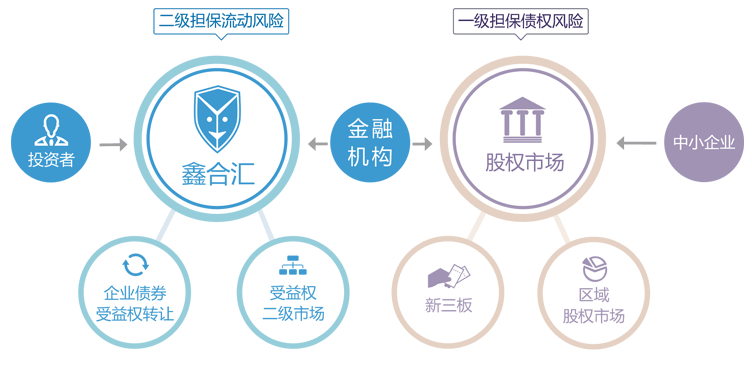 二级担保流动风险
一级担保债权风险
投资者
鑫合汇
金融
机构
股权市场
中小企业
企业债券
受益权转让
受益权
二级市场
新三板
区域
股权市场